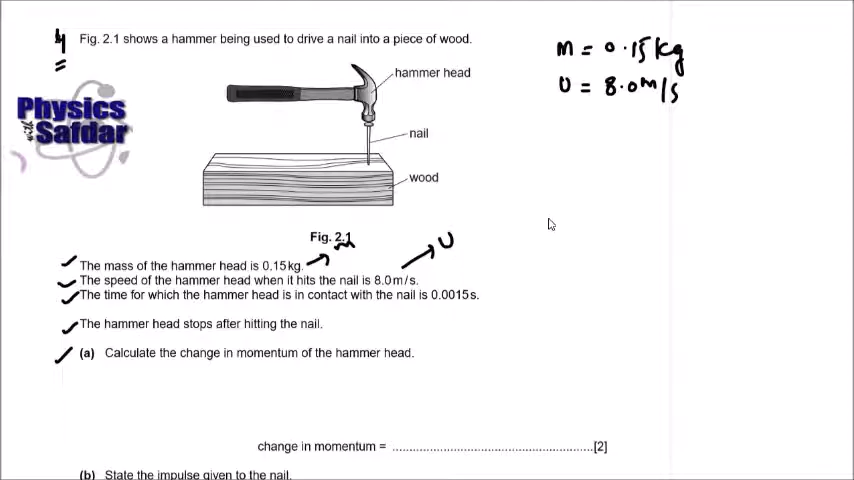 4 Fig. 2.1 shows a hammer being used to drive a nail into a piece of wood.
m = 0.15 kg
U = 8.0 m/s
hammer head
Physics
with Safdar
nail
wood
Fig. 2.1
U
The mass of the hammer head is 0.15 kg.
The speed of the hammer head when it hits the nail is 8.0 m/s.
The time for which the hammer head is in contact with the nail is 0.0015 s.
The hammer head stops after hitting the nail.
(a) Calculate the change in momentum of the hammer head.
change in momentum = ............................................................[2]
(b) State the impulse given to the nail.